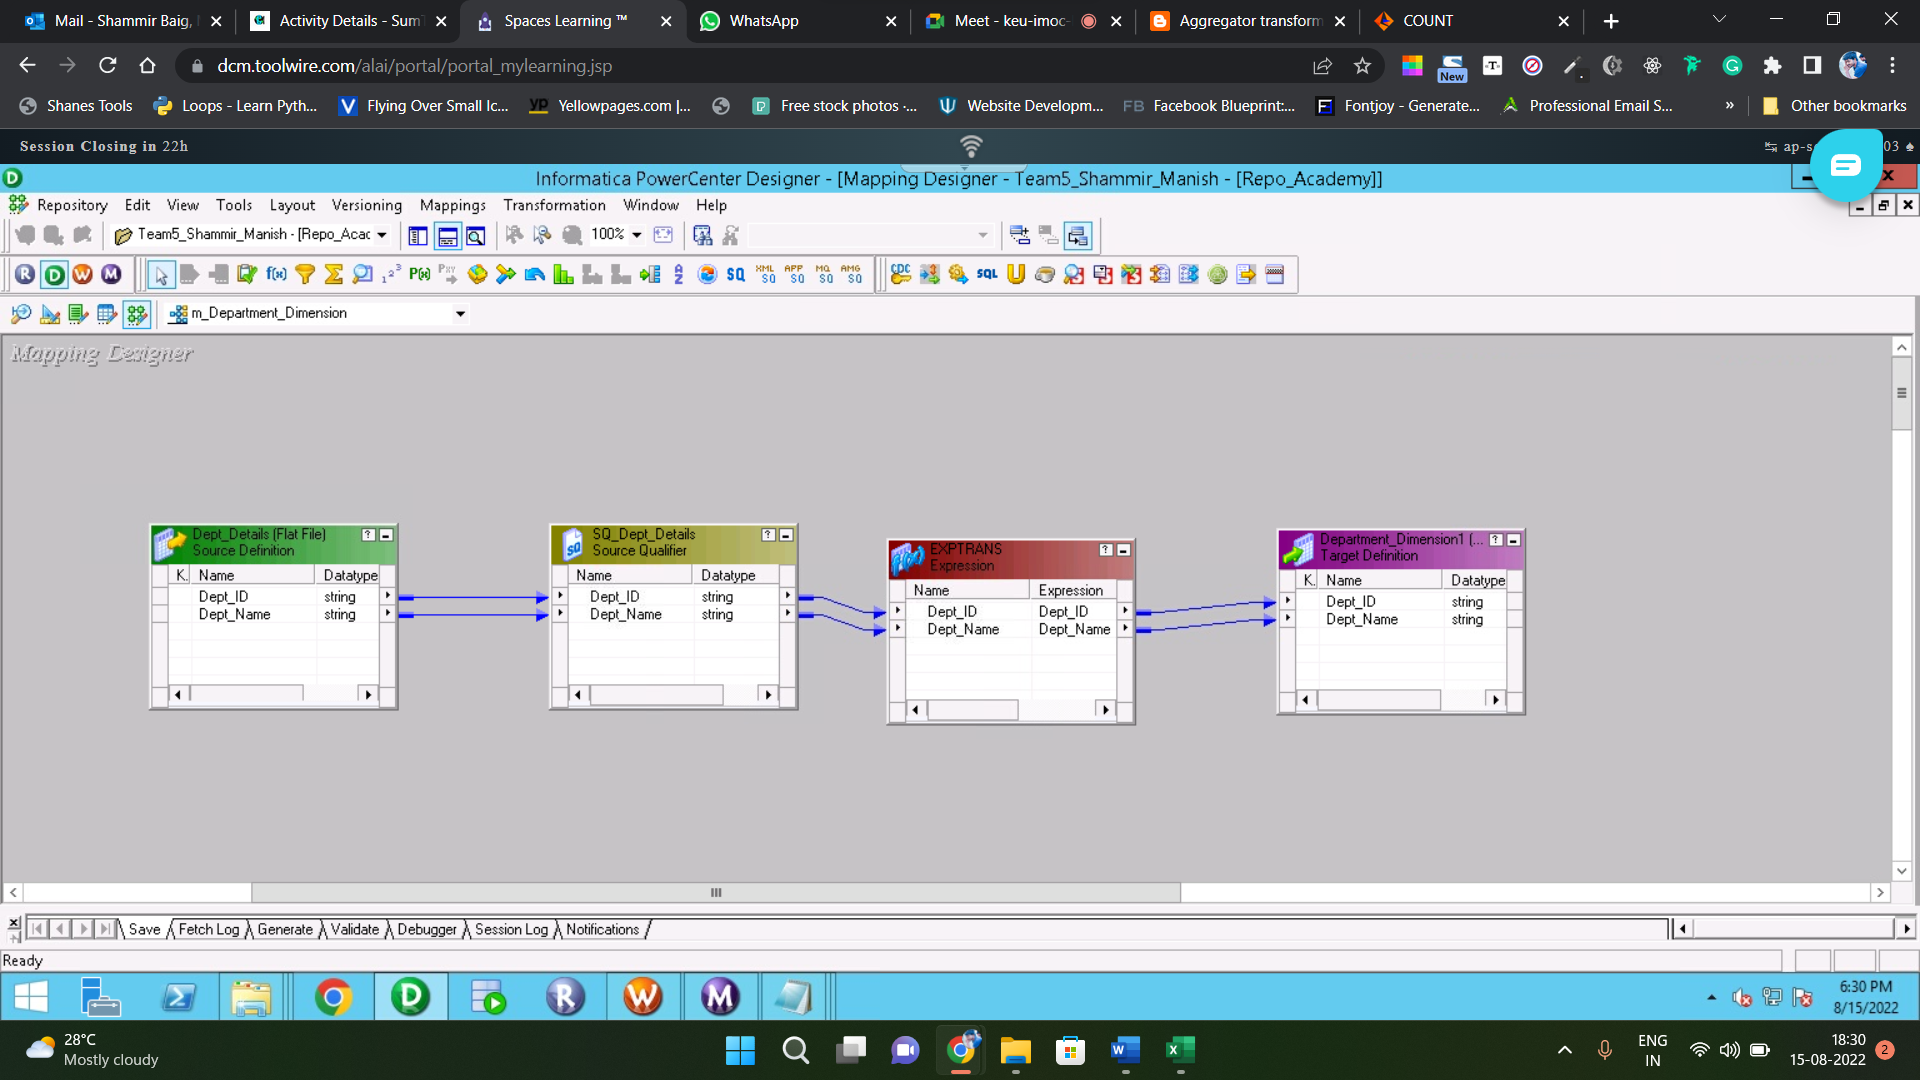 Mail - Shammir Baig,
Activity Details - Sum
Spaces Learning ™
WhatsApp
Meet - keu-imoc-
Aggregator transform
COUNT
dcm.toolwire.com/alai/portal/portal_mylearning.jsp
New
Shanes Tools
Loops - Learn Pyth...
Flying Over Small Ic...
Yellowpages.com |...
Free stock photos ·...
Website Developm...
FB Facebook Blueprint:...
Fontjoy - Generate...
Professional Email S...
»
Other bookmarks
Session Closing in 22h
03
Informatica PowerCenter Designer - [Mapping Designer - Team5_Shammir_Manish - [Repo_Academy]]
Repository Edit View Tools Layout Versioning Mappings Transformation Window Help
Team5_Shammir_Manish - [Repo_Acac
100%
m_Department_Dimension
Mapping Designer
Dept_Details (Flat File)
Source Definition
K. Name Datatype
Dept_ID string
Dept_Name string
SQ_Dept_Details
Source Qualifier
Name Datatype
Dept_ID string
Dept_Name string
EXPTRANS
Expression
Name Expression
Dept_ID Dept_ID
Dept_Name Dept_Name
Department_Dimension1 (...
Target Definition
K. Name Datatype
Dept_ID string
Dept_Name string
Save Fetch Log Generate Validate Debugger Session Log Notifications
Ready
6:30 PM
8/15/2022
28°C
Mostly cloudy
ENG
IN
18:30
15-08-2022
2